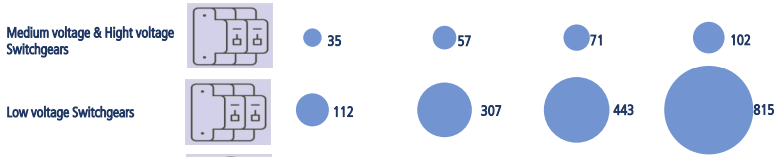 Medium voltage & Hight voltage
Switchgears
35
57
71
102
Low voltage Switchgears
112
307
443
815